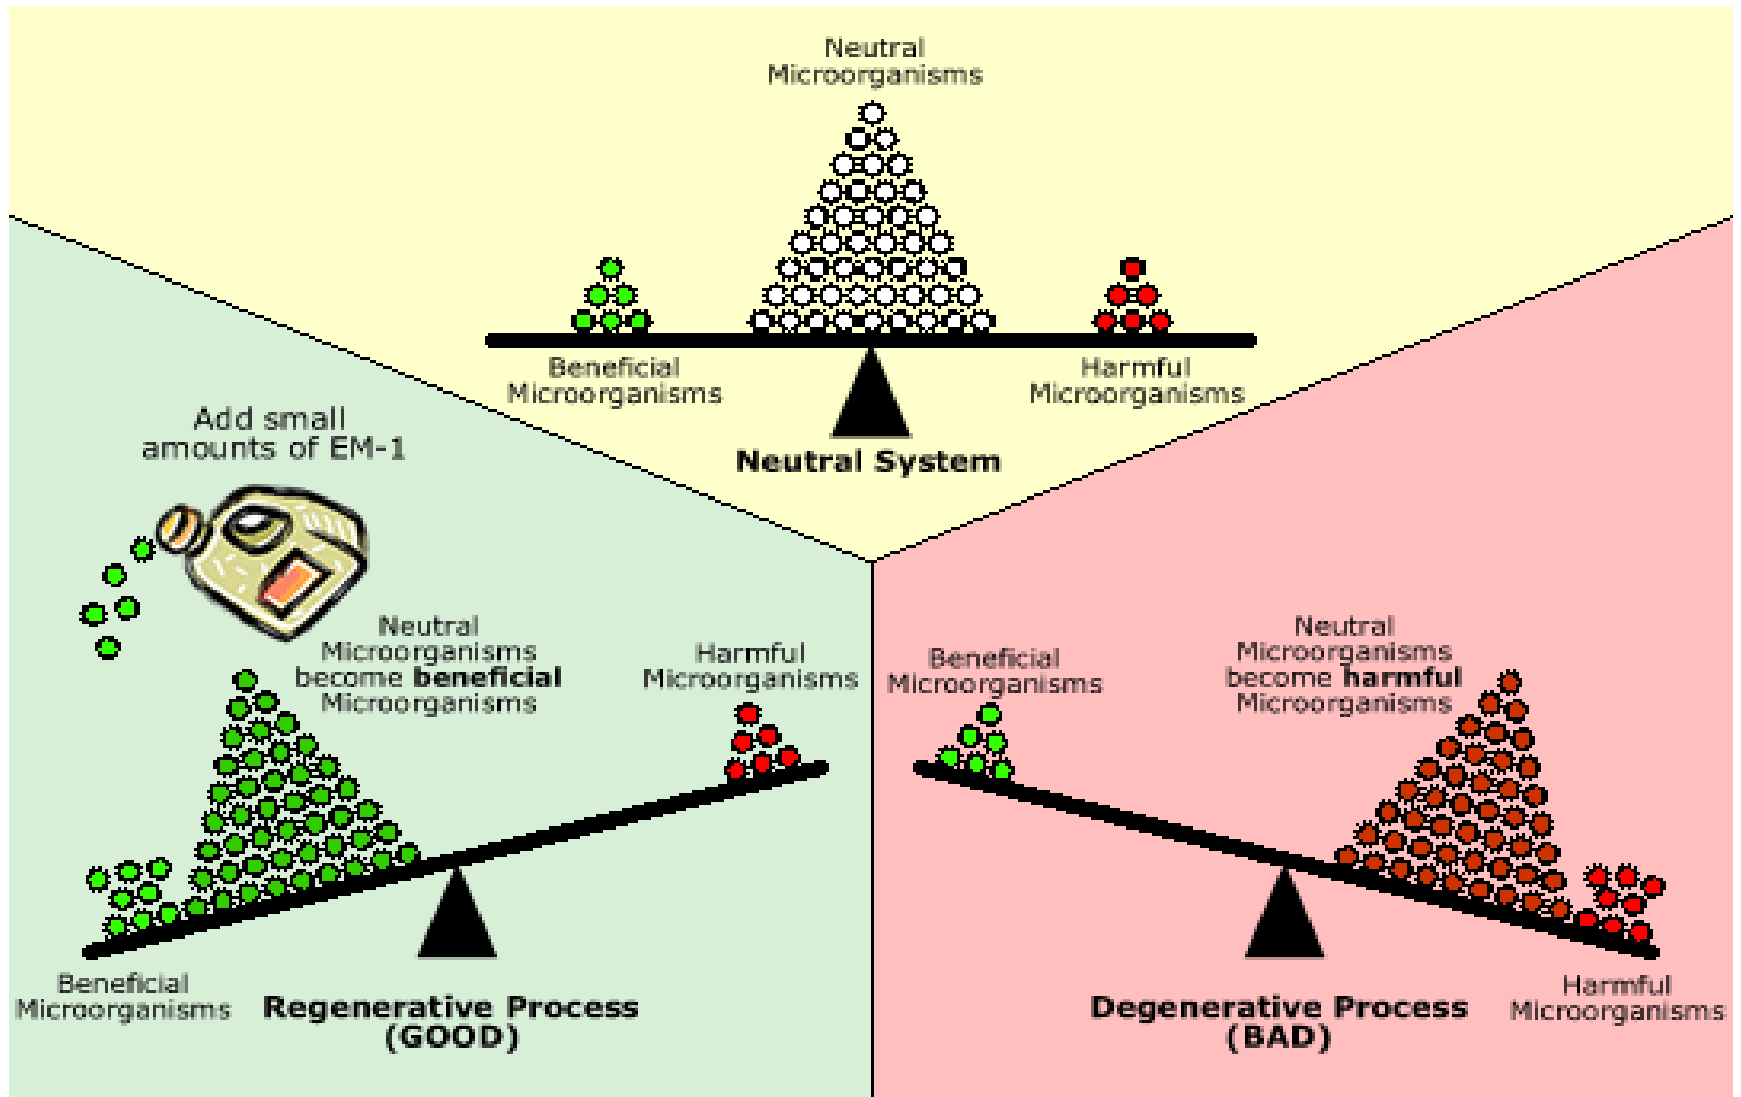 Neutral
Microorganisms
Beneficial
Microorganisms
Harmful
Microorganisms
Neutral System
Add small
amounts of EM-1
Neutral
Microorganisms
become beneficial
Microorganisms
Harmful
Microorganisms
Beneficial
Microorganisms
Regenerative Process
(GOOD)
Beneficial
Microorganisms
Neutral
Microorganisms
become harmful
Microorganisms
Degenerative Process
(BAD)
Harmful
Microorganisms